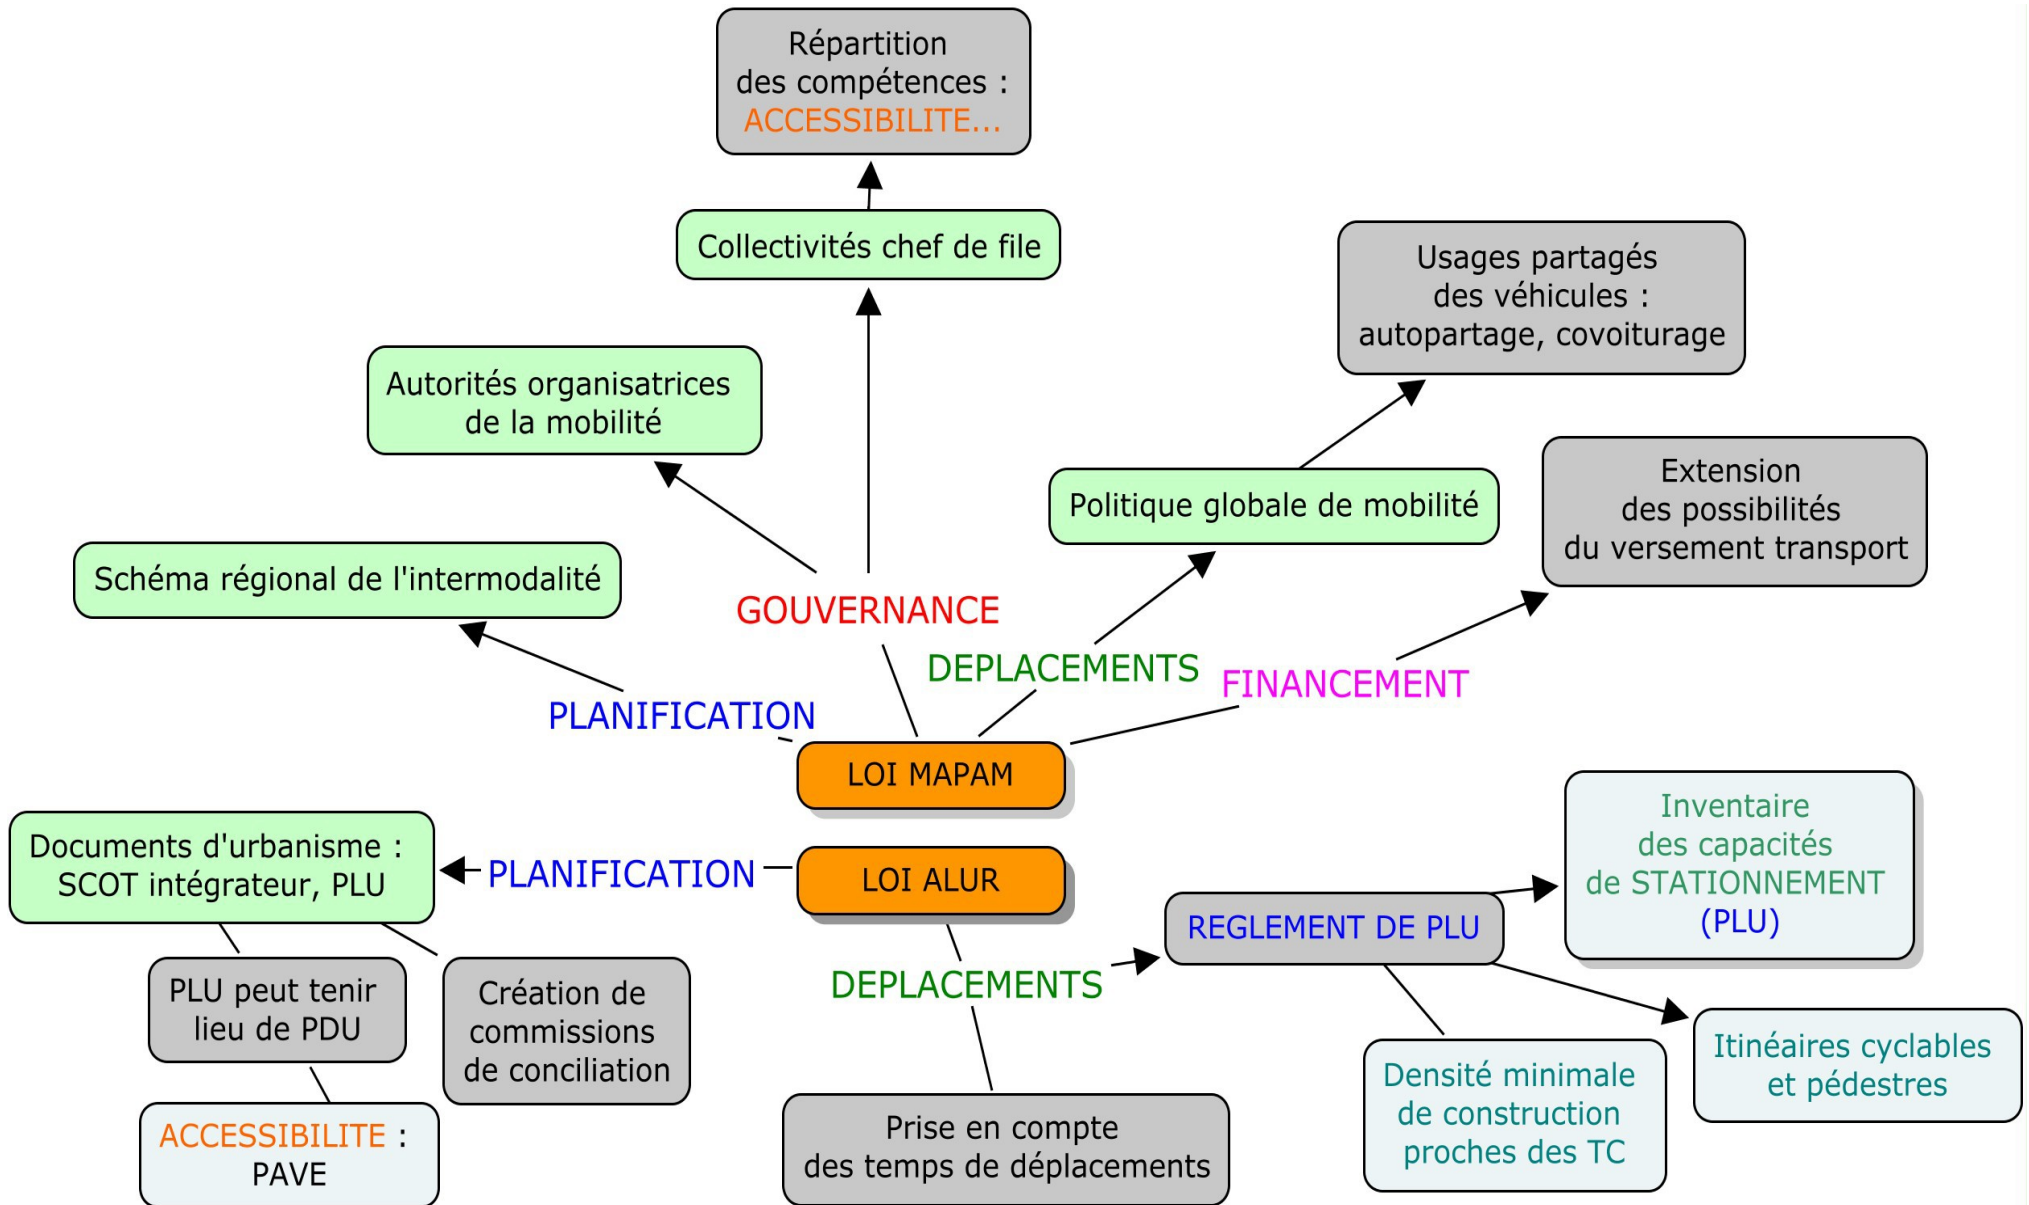 Répartition
des compétences :
ACCESSIBILITE...
Collectivités chef de file
Usages partagés
des véhicules :
autopartage, covoiturage
Autorités organisatrices
de la mobilité
Extension
des possibilités
du versement transport
Politique globale de mobilité
Schéma régional de l'intermodalité
GOUVERNANCE
DEPLACEMENTS
FINANCEMENT
PLANIFICATION
LOI MAPAM
Documents d'urbanisme :
SCOT intégrateur, PLU
PLANIFICATION
LOI ALUR
Inventaire
des capacités
de STATIONNEMENT
(PLU)
REGLEMENT DE PLU
DEPLACEMENTS
PLU peut tenir
lieu de PDU
Création de
commissions
de conciliation
Itinéaires cyclables
et pédestres
Densité minimale
de construction
proches des TC
ACCESSIBILITE :
PAVE
Prise en compte
des temps de déplacements